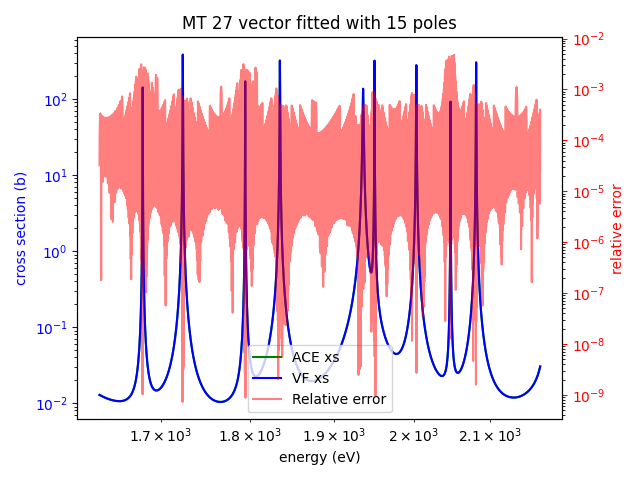 MT 27 vector fitted with 15 poles
10⁻²
10⁻³
10⁻⁴
10⁻⁵
10⁻⁶
10⁻⁷
10⁻⁸
10⁻⁹
relative error
10²
10¹
10⁰
10⁻¹
10⁻²
cross section (b)
ACE xs
VF xs
Relative error
1.7 × 10³
1.8 × 10³
1.9 × 10³
2 × 10³
2.1 × 10³
energy (eV)